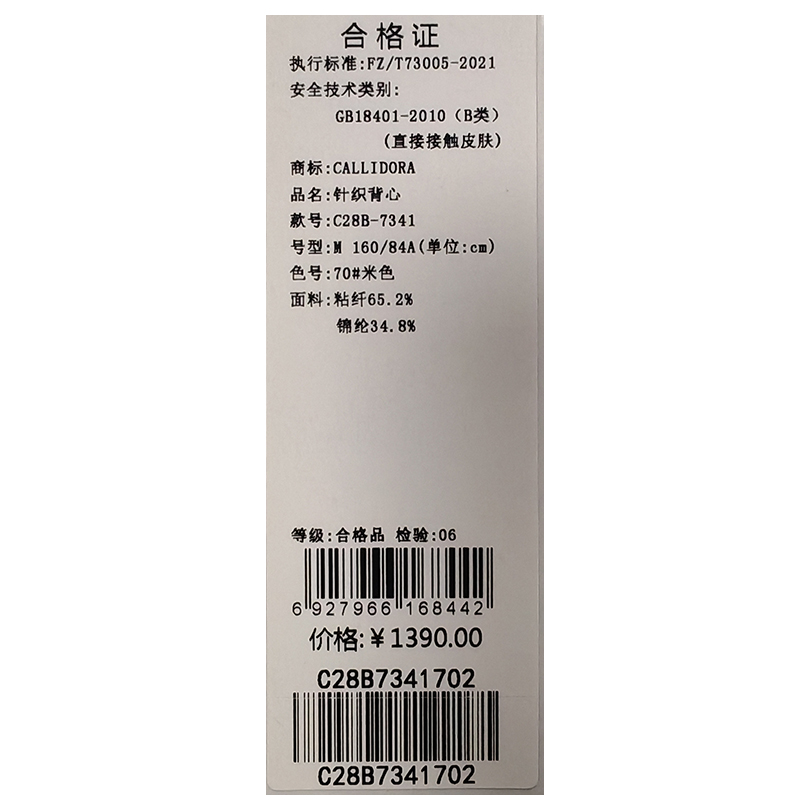 合格证
执行标准:FZ/T73005-2021
安全技术类别:
GB18401-2010（B类）
(直接接触皮肤)
商标:CALLIDORA
品名:针织背心
款号:C28B-7341
号型:M 160/84A(单位:cm)
色号:70#米色
面料:粘纤65.2%
锦纶34.8%
等级:合格品 检验:06
6 927966 168442
价格:￥1390.00
C28B7341702
C28B7341702